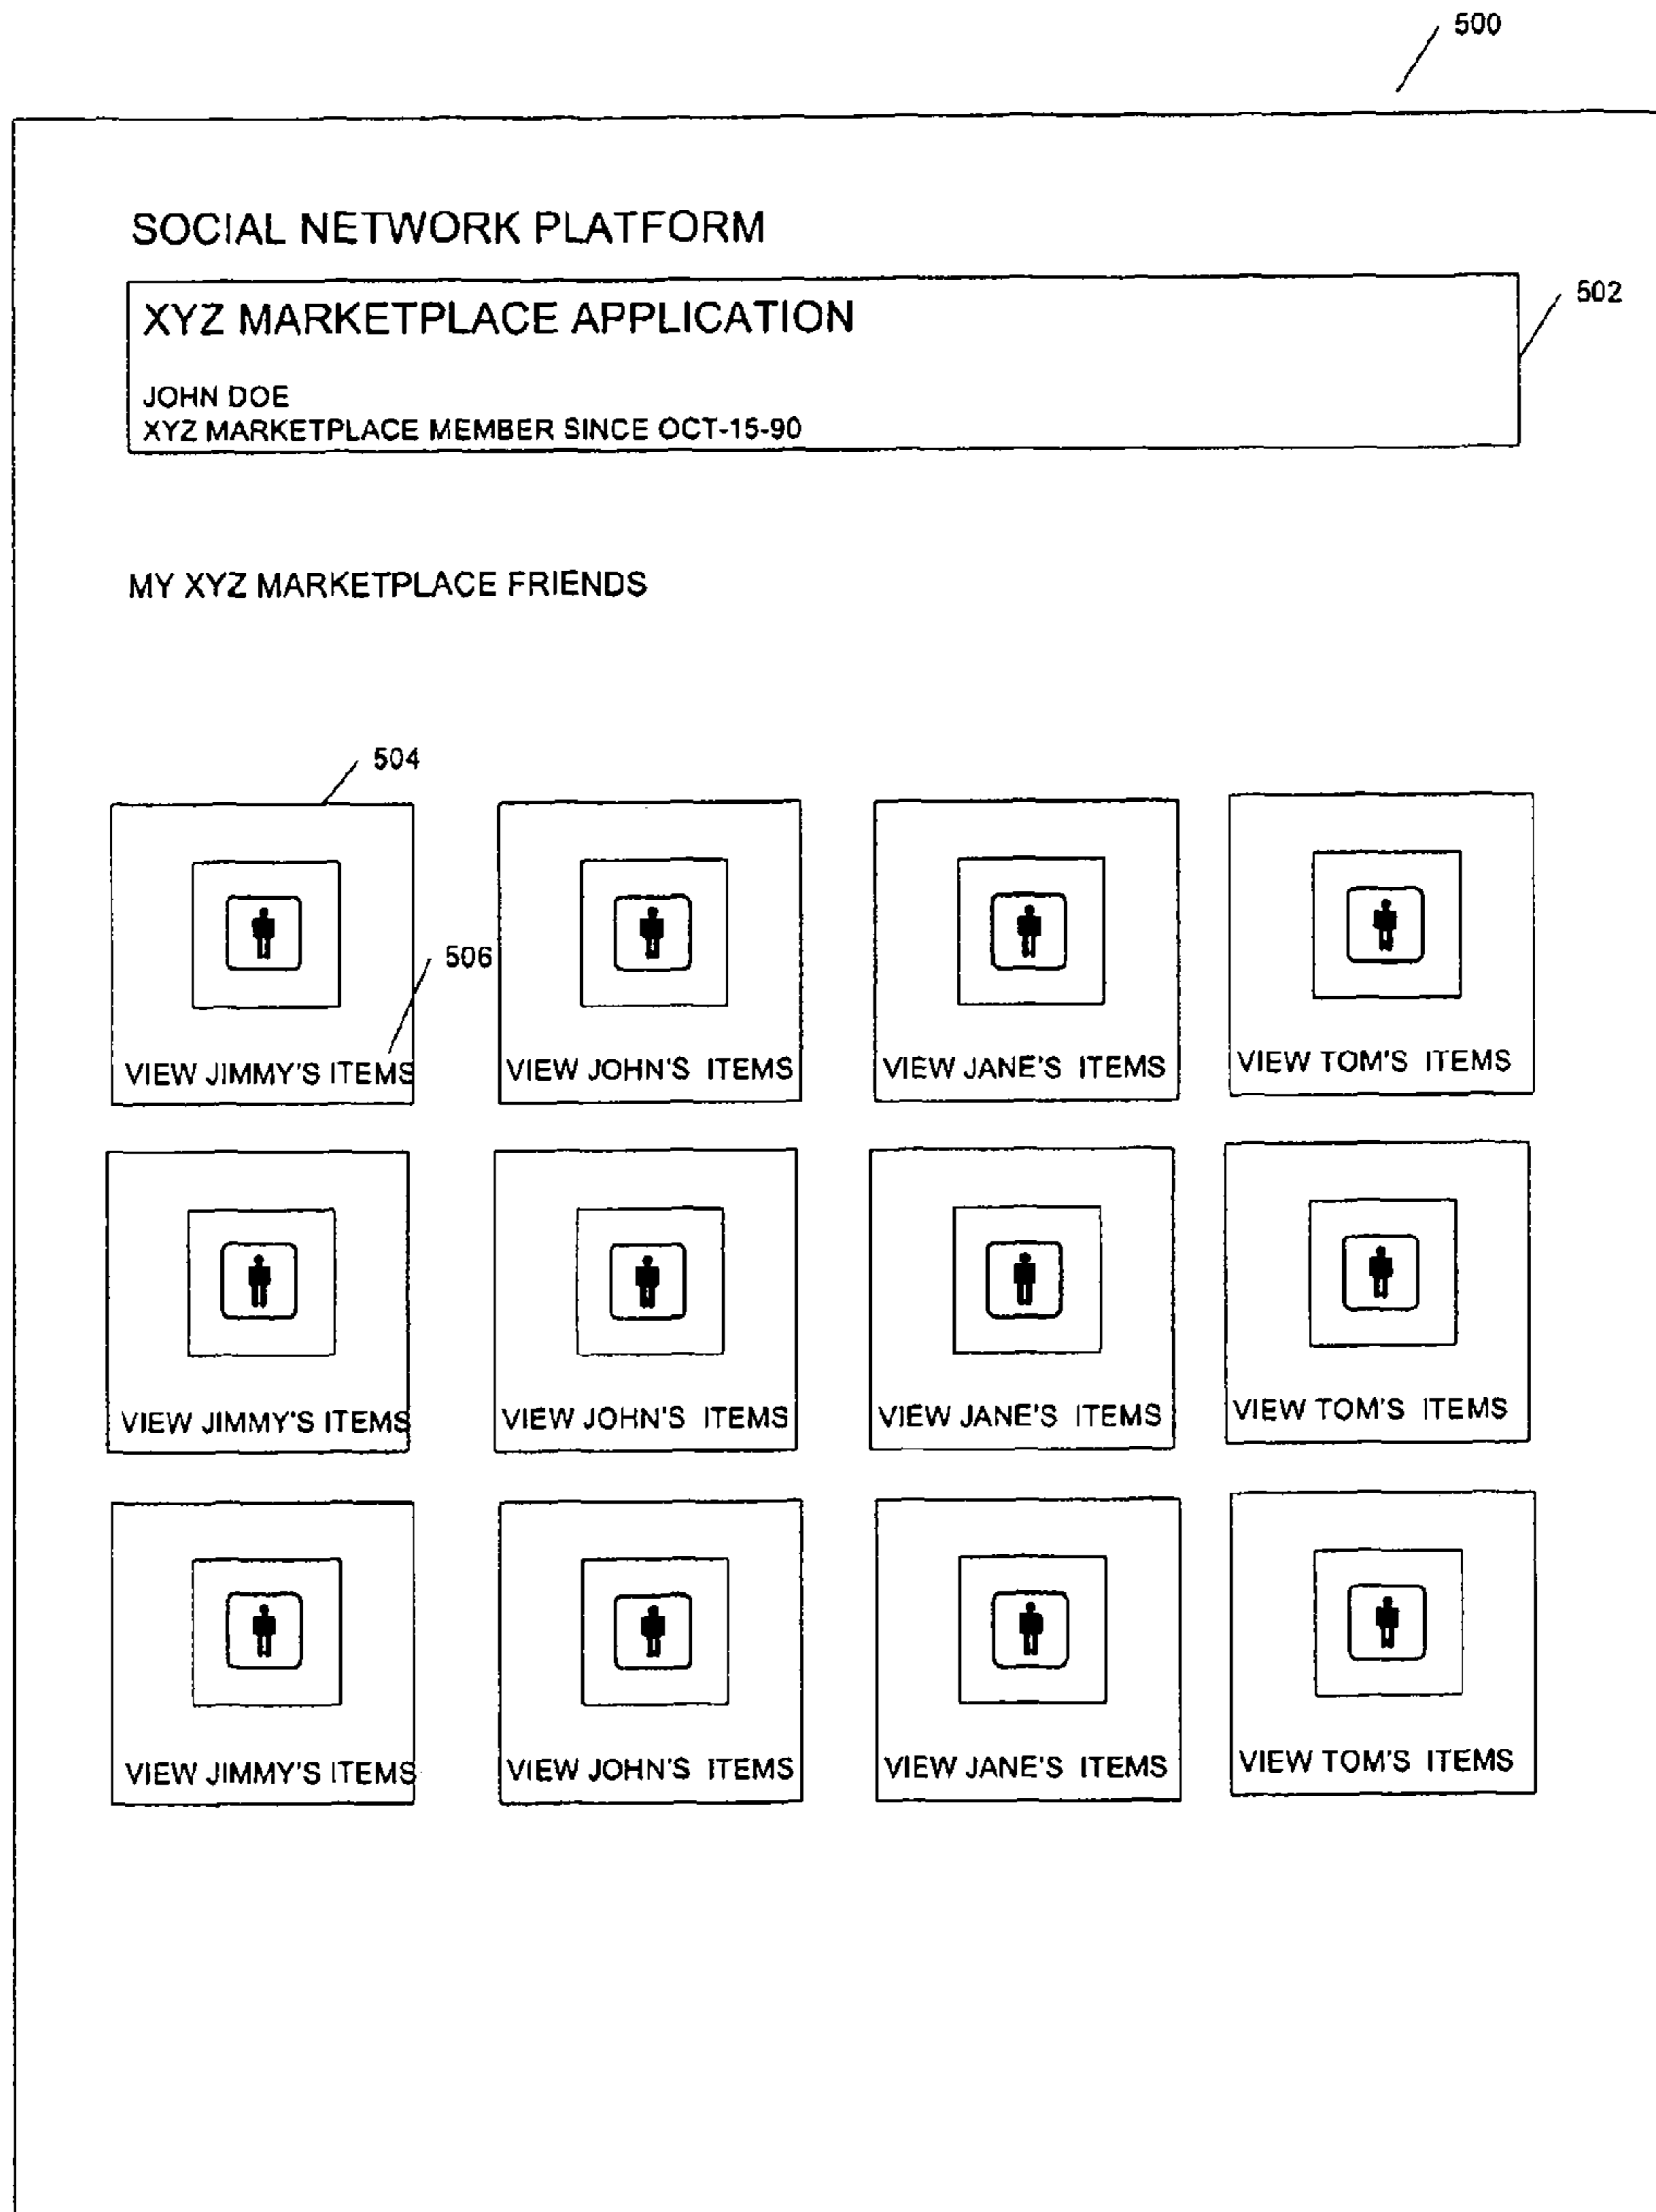 500
SOCIAL NETWORK PLATFORM
XYZ MARKETPLACE APPLICATION
502
JOHN DOE
XYZ MARKETPLACE MEMBER SINCE OCT-15-90
MY XYZ MARKETPLACE FRIENDS
504
506
VIEW JIMMY'S ITEMS
VIEW JOHN'S ITEMS
VIEW JANE'S ITEMS
VIEW TOM'S ITEMS
VIEW JIMMY'S ITEMS
VIEW JOHN'S ITEMS
VIEW JANE'S ITEMS
VIEW TOM'S ITEMS
VIEW JIMMY'S ITEMS
VIEW JOHN'S ITEMS
VIEW JANE'S ITEMS
VIEW TOM'S ITEMS